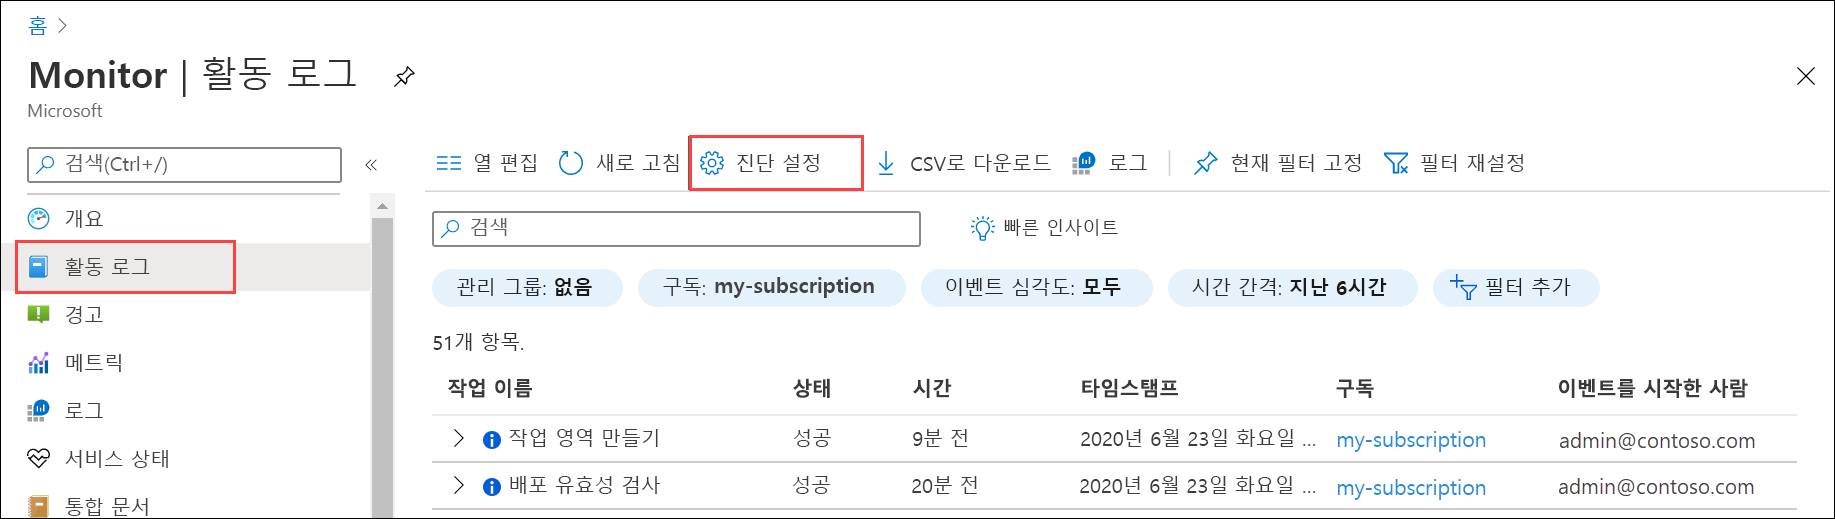 홈
Monitor | 활동 로그
Microsoft
검색(Ctrl+/)
개요
활동 로그
경고
메트릭
로그
서비스 상태
통합 문서
열 편집 새로 고침 진단 설정 CSV로 다운로드 로그 현재 필터 고정 필터 재설정
검색 빠른 인사이트
관리 그룹: 없음 구독: my-subscription 이벤트 심각도: 모두 시간 간격: 지난 6시간 필터 추가
51개 항목.
작업 이름 상태 시간 타임스탬프 구독 이벤트를 시작한 사람
작업 영역 만들기 성공 9분 전 2020년 6월 23일 화요일 ... my-subscription admin@contoso.com
배포 유효성 검사 성공 20분 전 2020년 6월 23일 화요일 ... my-subscription admin@contoso.com